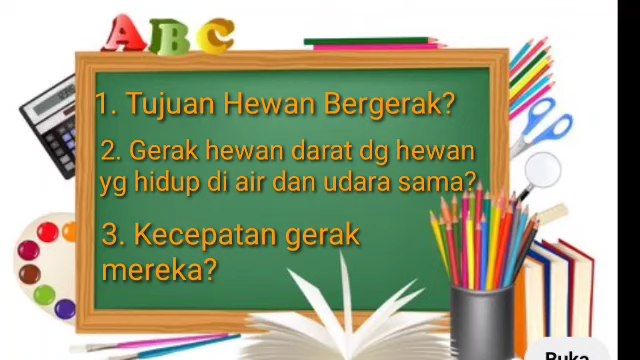 ABC
1. Tujuan Hewan Bergerak?
2. Gerak hewan darat dg hewan
yg hidup di air dan udara sama?
3. Kecepatan gerak
mereka?
Buka